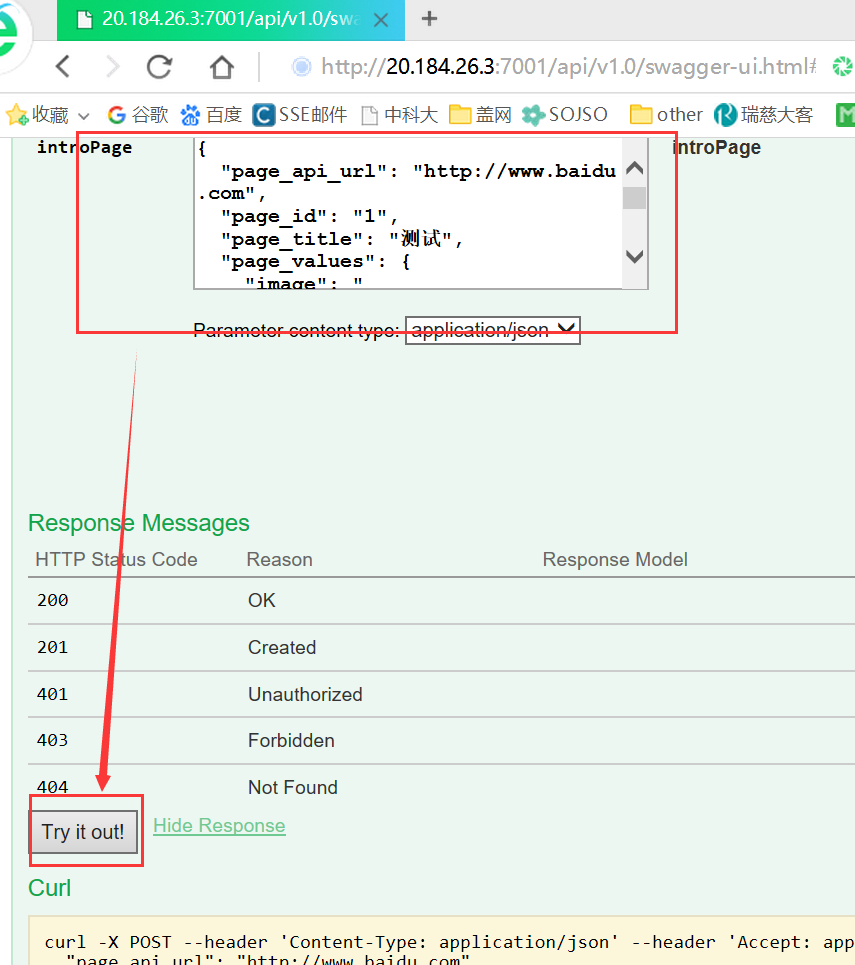 20.184.26.3:7001/api/v1.0/swa
http://20.184.26.3:7001/api/v1.0/swagger-ui.html#
收藏 谷歌 百度 SSE邮件 中科大 盖网 SOJSO other 瑞慈大客
introPage
{
"page_api_url": "http://www.baidu
.com",
"page_id": "1",
"page_title": "测试",
"page_values": {
"image": "
introPage
Parameter content type: application/json
Response Messages
HTTP Status Code Reason Response Model
200 OK
201 Created
401 Unauthorized
403 Forbidden
404 Not Found
Try it out! Hide Response
Curl
curl -X POST --header 'Content-Type: application/json' --header 'Accept: app
"page_api_url": "http://www.baidu.com"